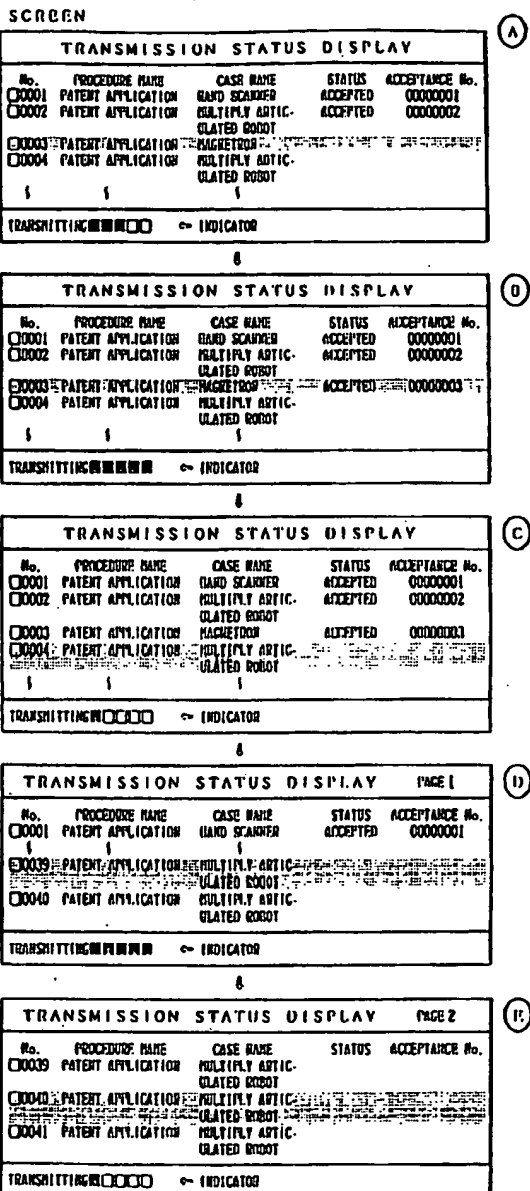 SCREEN
A
TRANSMISSION STATUS DISPLAY
No. PROCEDURE NAME CASE NAME STATUS ACCEPTANCE No.
0001 PATENT APPLICATION HAND SCANNER ACCEPTED 00000001
0002 PATENT APPLICATION MULTIPLY ARTIC- ACCEPTED 00000002
ULATED ROBOT
0003 PATENT APPLICATION MAGNETRON
0004 PATENT APPLICATION MULTIPLY ARTIC-
ULATED ROBOT
TRANSMITTING INDICATOR
TRANSMISSION STATUS DISPLAY
No. PROCEDURE NAME CASE NAME STATUS ACCEPTANCE No.
0001 PATENT APPLICATION HAND SCANNER ACCEPTED 00000001
0002 PATENT APPLICATION MULTIPLY ARTIC- ACCEPTED 00000002
ULATED ROBOT
0003 PATENT APPLICATION MAGNETRON ACCEPTED 00000003
0004 PATENT APPLICATION MULTIPLY ARTIC-
ULATED ROBOT
TRANSMITTING INDICATOR
C
TRANSMISSION STATUS DISPLAY
No. PROCEDURE NAME CASE NAME STATUS ACCEPTANCE No.
0001 PATENT APPLICATION HAND SCANNER ACCEPTED 00000001
0002 PATENT APPLICATION MULTIPLY ARTIC- ACCEPTED 00000002
ULATED ROBOT
0003 PATENT APPLICATION MAGNETRON ACCEPTED 00000003
0004 PATENT APPLICATION MULTIPLY ARTIC-
ULATED ROBOT
TRANSMITTING INDICATOR
D
TRANSMISSION STATUS DISPLAY PAGE 1
No. PROCEDURE NAME CASE NAME STATUS ACCEPTANCE No.
0001 PATENT APPLICATION HAND SCANNER ACCEPTED 00000001
0039 PATENT APPLICATION MULTIPLY ARTIC-
ULATED ROBOT
0040 PATENT APPLICATION MULTIPLY ARTIC-
ULATED ROBOT
TRANSMITTING INDICATOR
TRANSMISSION STATUS DISPLAY PAGE 2
No. PROCEDURE NAME CASE NAME STATUS ACCEPTANCE No.
0039 PATENT APPLICATION MULTIPLY ARTIC-
ULATED ROBOT
0040 PATENT APPLICATION MULTIPLY ARTIC-
ULATED ROBOT
0041 PATENT APPLICATION MULTIPLY ARTIC-
ULATED ROBOT
TRANSMITTING INDICATOR